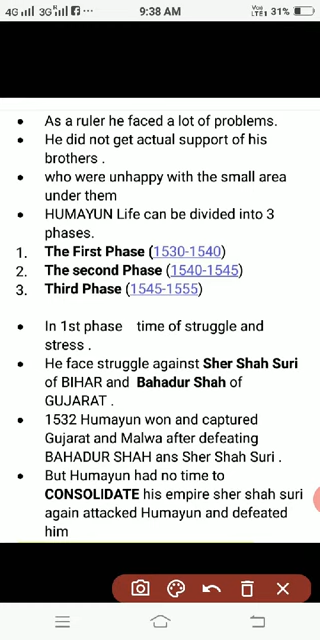 4G 3G R ...
9:38 AM
Vo LTE1 31%
• As a ruler he faced a lot of problems.
• He did not get actual support of his
brothers .
• who were unhappy with the small area
under them
• HUMAYUN Life can be divided into 3
phases.
1. The First Phase (1530-1540)
2. The second Phase (1540-1545)
3. Third Phase (1545-1555)
• In 1st phase time of struggle and
stress .
• He face struggle against Sher Shah Suri
of BIHAR and Bahadur Shah of
GUJARAT .
• 1532 Humayun won and captured
Gujarat and Malwa after defeating
BAHADUR SHAH ans Sher Shah Suri .
• But Humayun had no time to
CONSOLIDATE his empire sher shah suri
again attacked Humayun and defeated
him